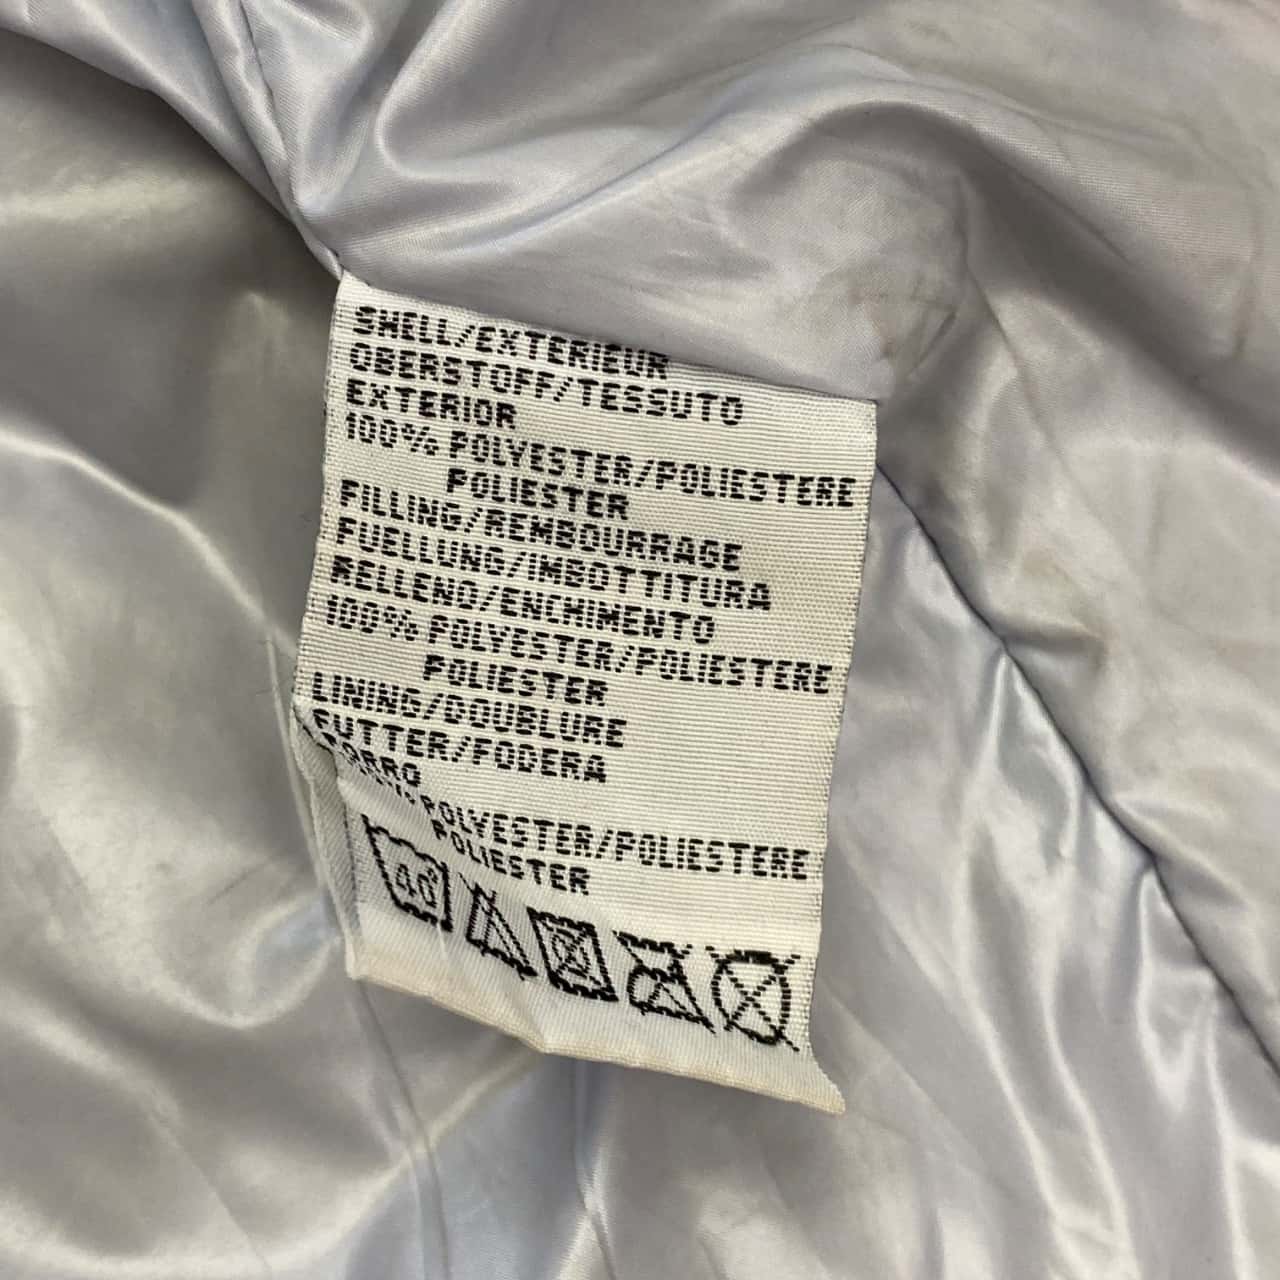 SHELL/EXTERIEUR
OBERSTOFF/TESSUTO
EXTERIOR
100% POLYESTER/POLIESTERE
POLIESTER
FILLING/REMBOURRAGE
FUELLUNG/IMBOTTITURA
RELLENO/ENCHIMENTO
100% POLYESTER/POLIESTERE
POLIESTER
LINING/DOUBLURE
FUTTER/FODERA
FORRO
POLYESTER/POLIESTERE
POLIESTER
40°